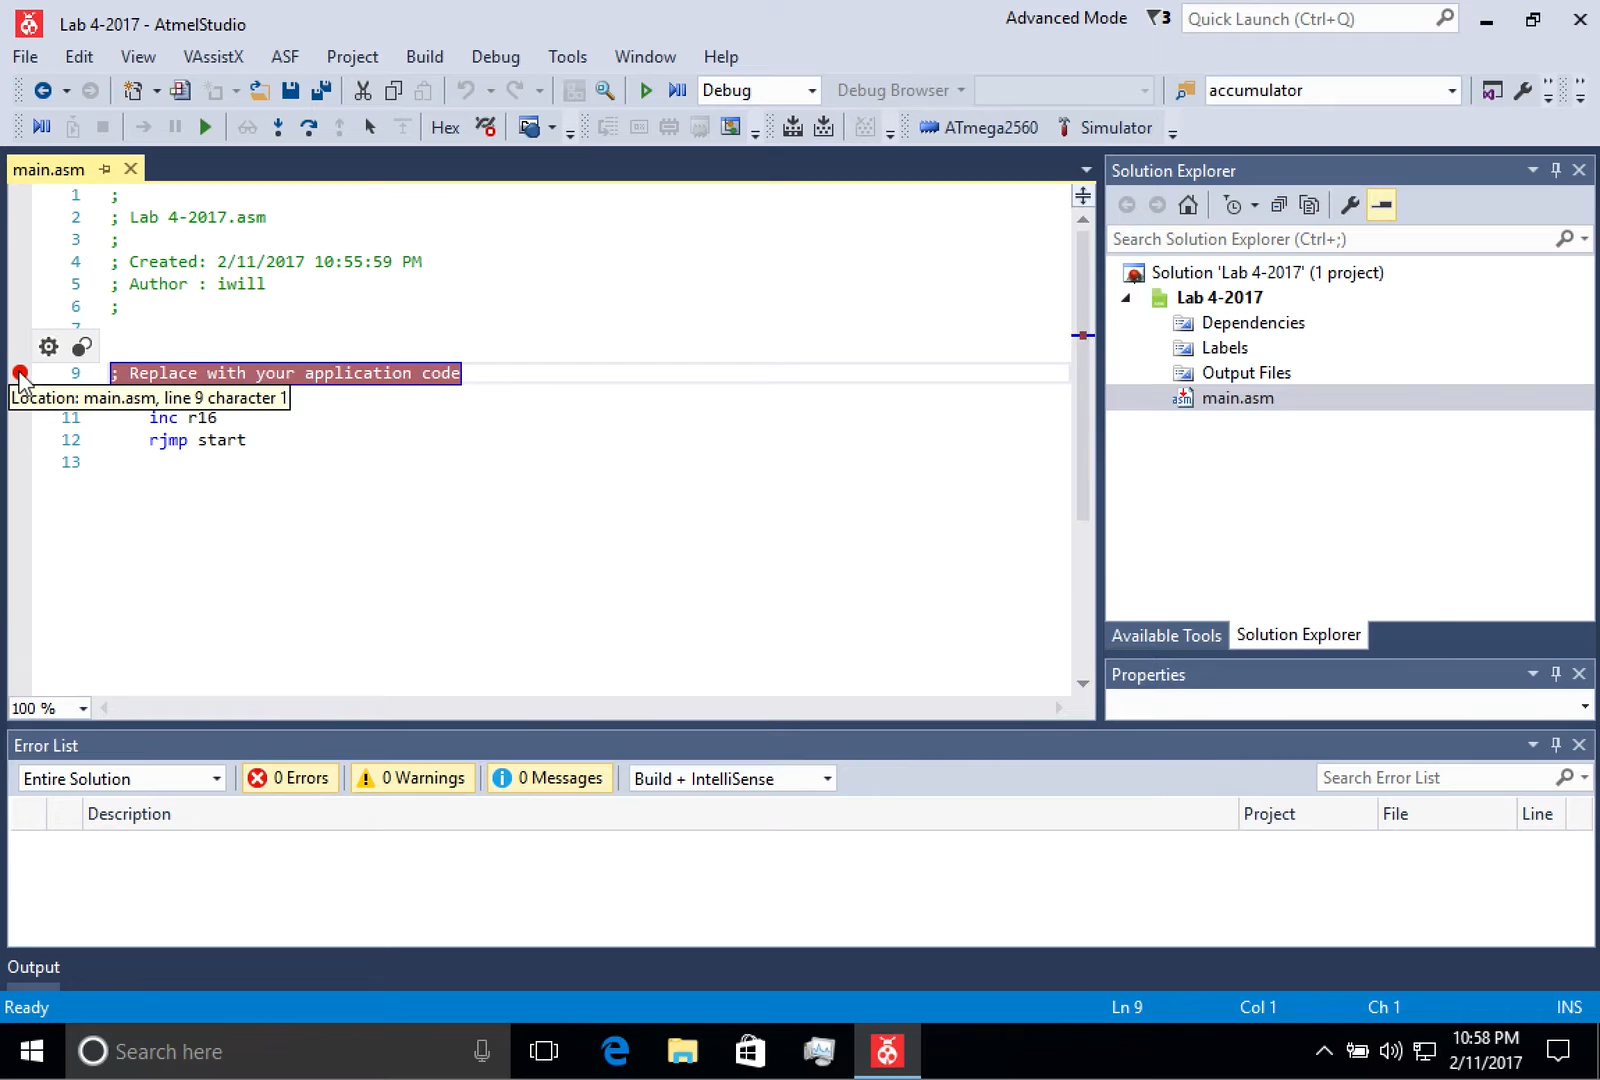 Lab 4-2017 - AtmelStudio
Advanced Mode
3
Quick Launch (Ctrl+Q)
File Edit View VAssistX ASF Project Build Debug Tools Window Help
Debug
Debug Browser
accumulator
Hex
ATmega2560
Simulator
main.asm
1 ;
2 ; Lab 4-2017.asm
3 ;
4 ; Created: 2/11/2017 10:55:59 PM
5 ; Author : iwill
6 ;
7
9 ; Replace with your application code
Location: main.asm, line 9 character 1
11 inc r16
12 rjmp start
13
100 %
Solution Explorer
Search Solution Explorer (Ctrl+;)
Solution 'Lab 4-2017' (1 project)
Lab 4-2017
Dependencies
Labels
Output Files
asm main.asm
Available Tools
Solution Explorer
Properties
Error List
Entire Solution
0 Errors
0 Warnings
0 Messages
Build + IntelliSense
Search Error List
Description
Project
File
Line
Output
Ready
Ln 9
Col 1
Ch 1
INS
Search here
10:58 PM
2/11/2017